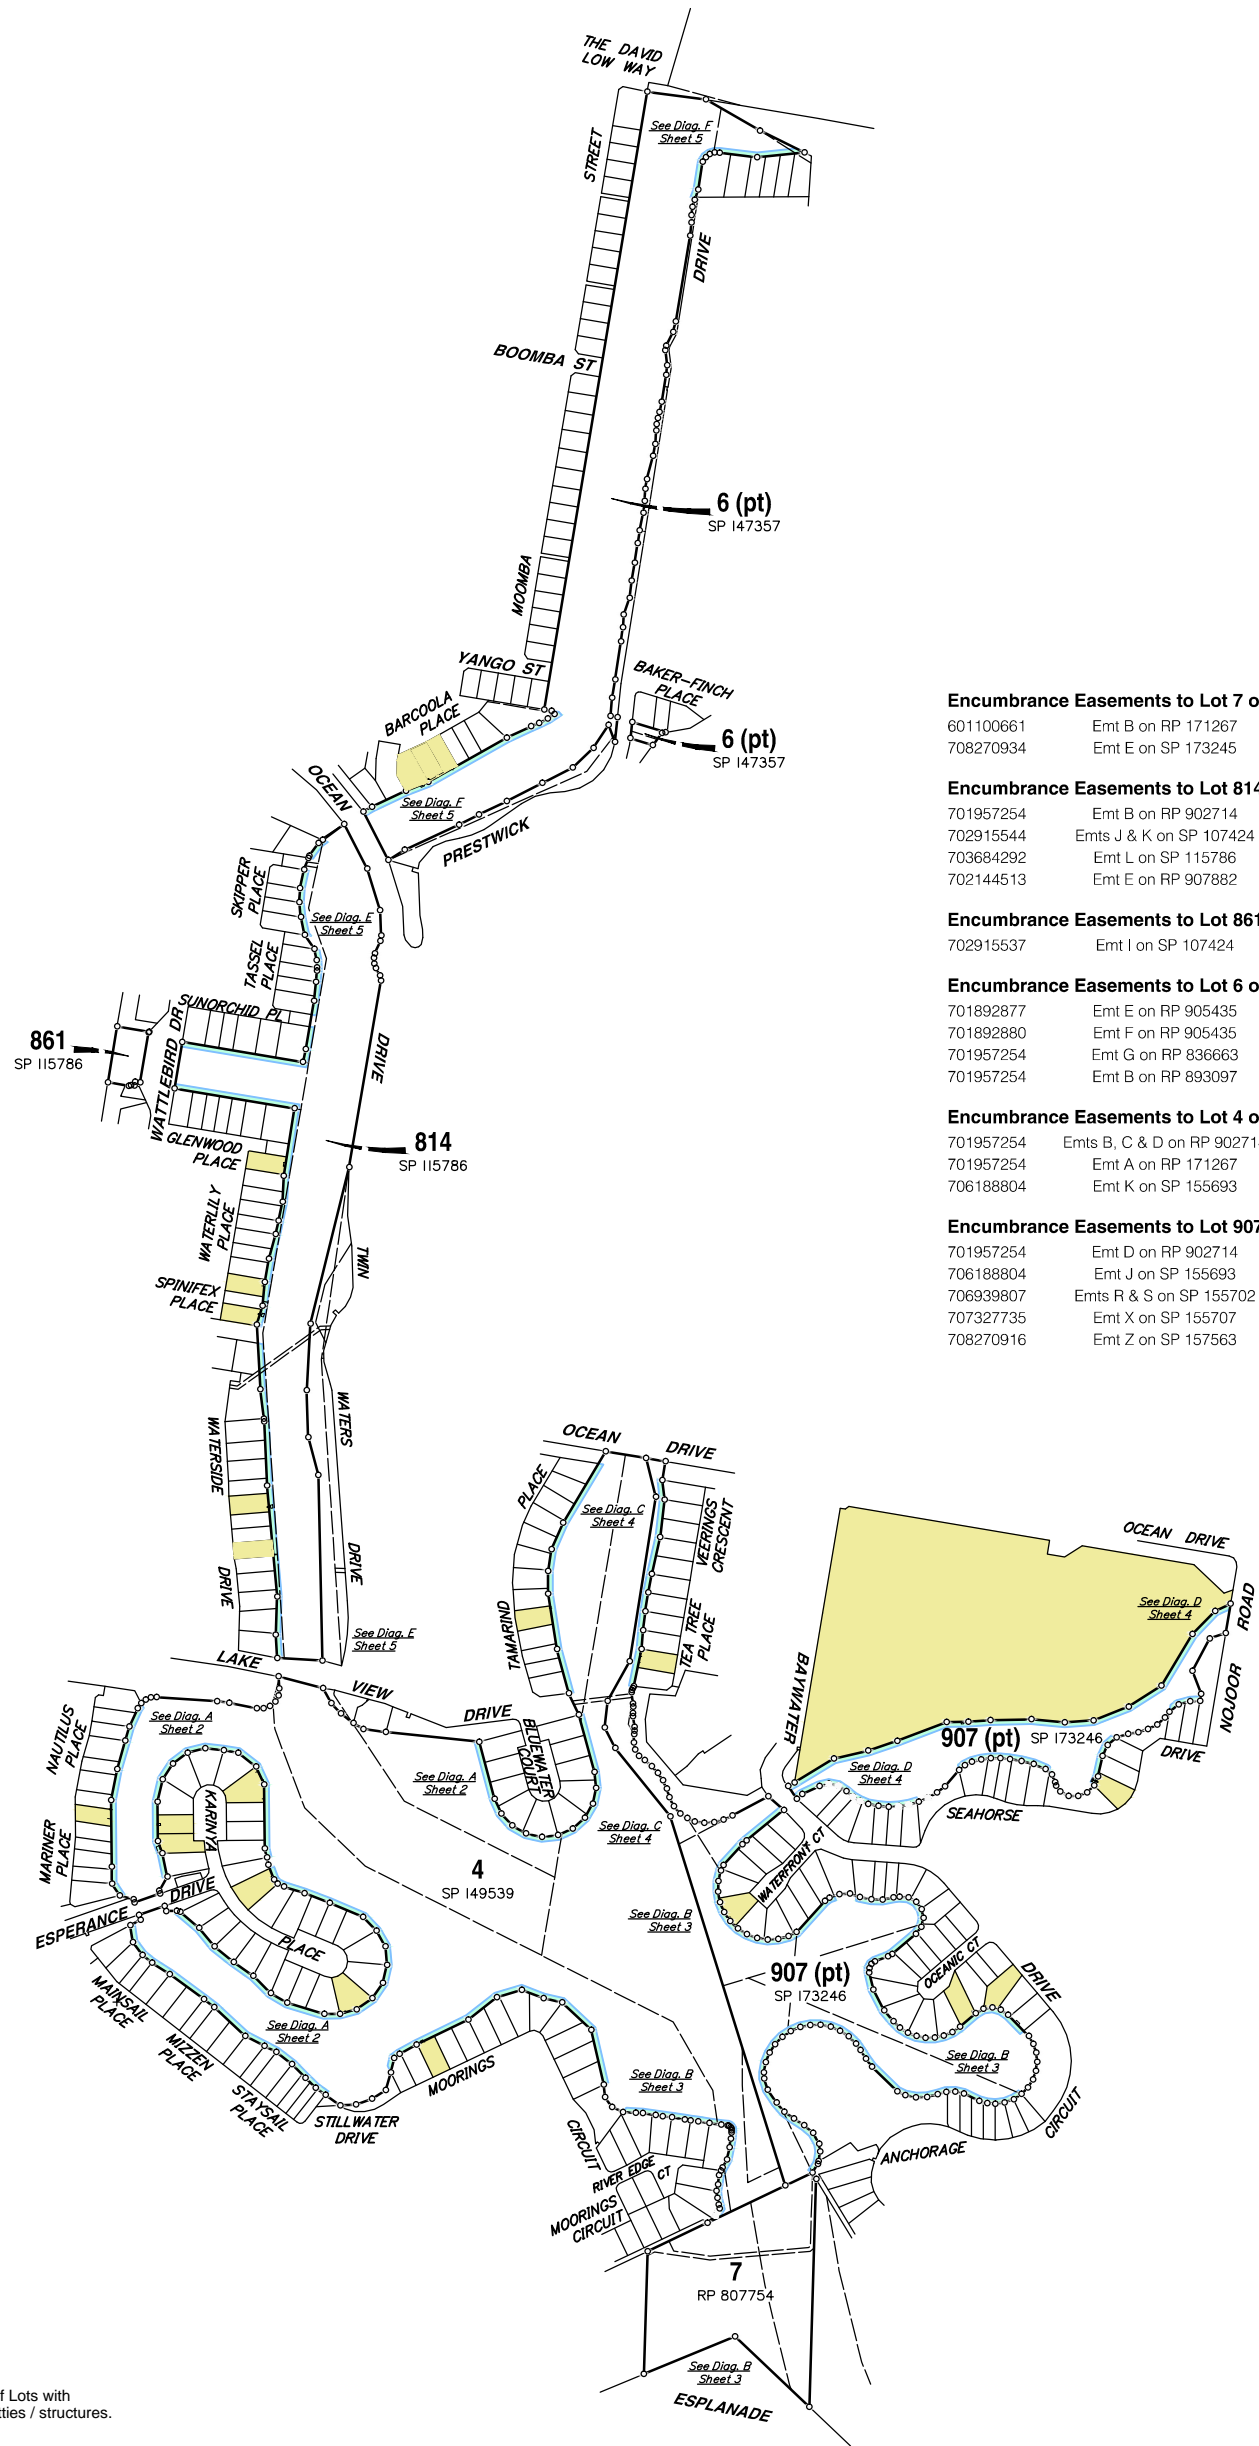 THE DAVID
LOW WAY
See Diag. F
Sheet 5
STREET
DRIVE
BOOMBA ST
6 (pt)
SP 147357
MOOMBA
YANGO ST
BAKER-FINCH
PLACE
BARCOOLA
PLACE
6 (pt)
SP 147357
OCEAN
See Diag. F
Sheet 5
PRESTWICK
SKIPPER
PLACE
See Diag. E
Sheet 5
TASSEL
PLACE
SUNORCHID PL
WATTLEBIRD DR
861
SP 115786
DRIVE
GLENWOOD
PLACE
814
SP 115786
WATERLILY
PLACE
TWIN
SPINIFEX
PLACE
WATERS
WATERSIDE
DRIVE
DRIVE
See Diag. E
Sheet 5
Encumbrance Easements to Lot 7 o
601100661 Emt B on RP 171267
708270934 Emt E on SP 173245
Encumbrance Easements to Lot 814
701957254 Emt B on RP 902714
702915544 Emts J & K on SP 107424
703684292 Emt L on SP 115786
702144513 Emt E on RP 907882
Encumbrance Easements to Lot 861
702915537 Emt I on SP 107424
Encumbrance Easements to Lot 6 o
701892877 Emt E on RP 905435
701892880 Emt F on RP 905435
701957254 Emt G on RP 836663
701957254 Emt B on RP 893097
Encumbrance Easements to Lot 4 o
701957254 Emts B, C & D on RP 90271
701957254 Emt A on RP 171267
706188804 Emt K on SP 155693
Encumbrance Easements to Lot 907
701957254 Emt D on RP 902714
706188804 Emt J on SP 155693
706939807 Emts R & S on SP 155702
707327735 Emt X on SP 155707
708270916 Emt Z on SP 157563
OCEAN DRIVE
PLACE
See Diag. C
Sheet 4
VEERINGS
CRESCENT
TAMARIND
TEA TREE
PLACE
OCEAN DRIVE
See Diag. D
Sheet 4
ROAD
NOJOOR
BAYWATER
907 (pt) SP 173246
DRIVE
See Diag. D
Sheet 4
SEAHORSE
LAKE VIEW DRIVE
NAUTILUS
PLACE
See Diag. A
Sheet 2
BLUEWATER
COURT
See Diag. A
Sheet 2
See Diag. C
Sheet 4
KARINYA
MARINER
PLACE
4
SP 149539
WATERFRONT CT
ESPERANCE DRIVE
PLACE
See Diag. B
Sheet 3
907 (pt)
SP 173246
OCEANIC CT
DRIVE
MAINSAIL
PLACE
See Diag. A
Sheet 2
MIZZEN
PLACE
MOORINGS
See Diag. B
Sheet 3
See Diag. B
Sheet 3
STAYSAIL
PLACE
STILLWATER
DRIVE
CIRCUIT
CIRCUIT
ANCHORAGE
RIVER EDGE CT
MOORINGS
CIRCUIT
7
RP 807754
See Diag. B
Sheet 3
ESPLANADE
f Lots with
tties / structures.